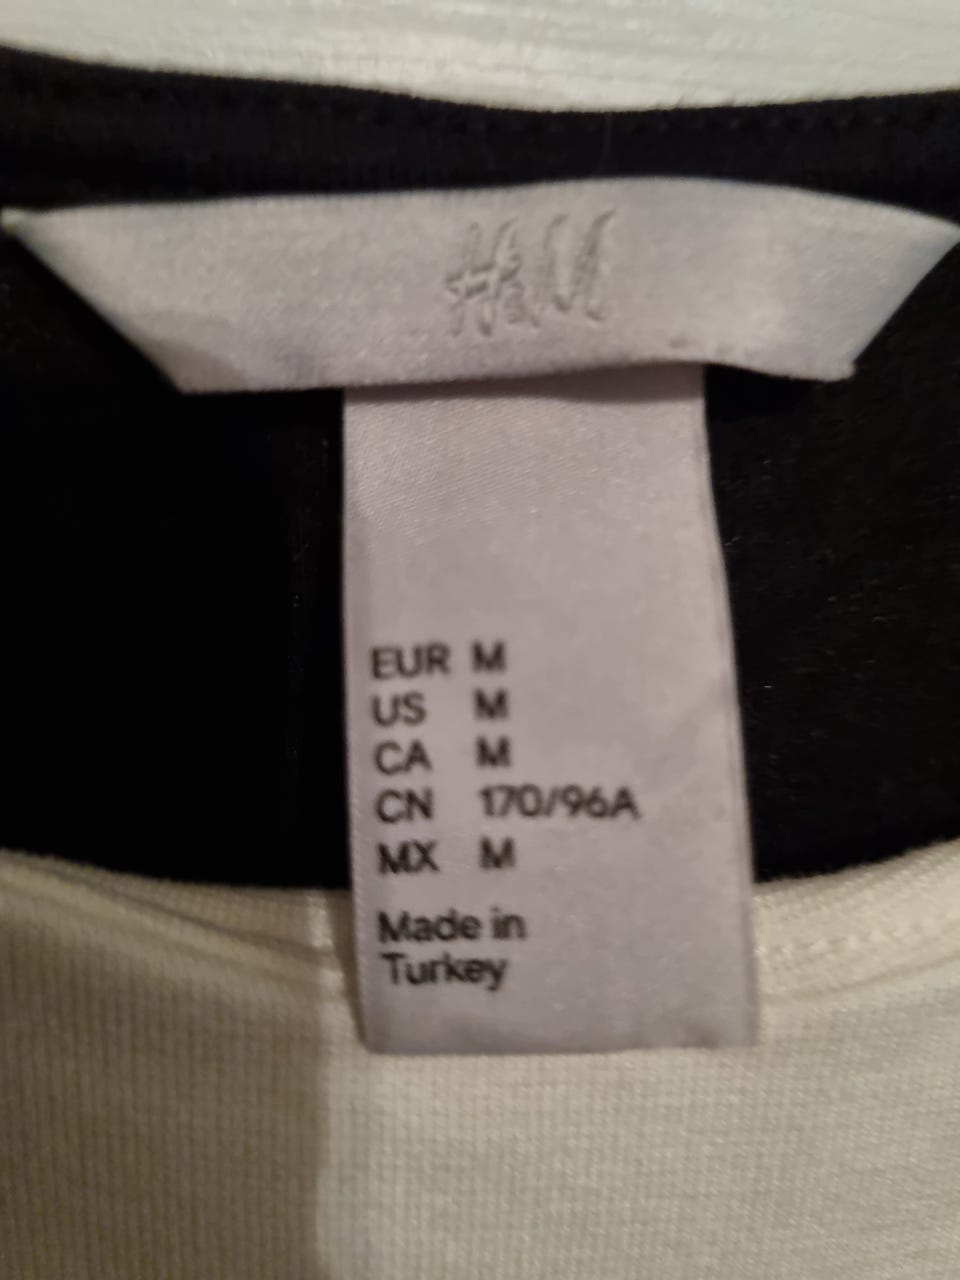 H&M
EUR M
US M
CA M
CN 170/96A
MX M
Made in
Turkey